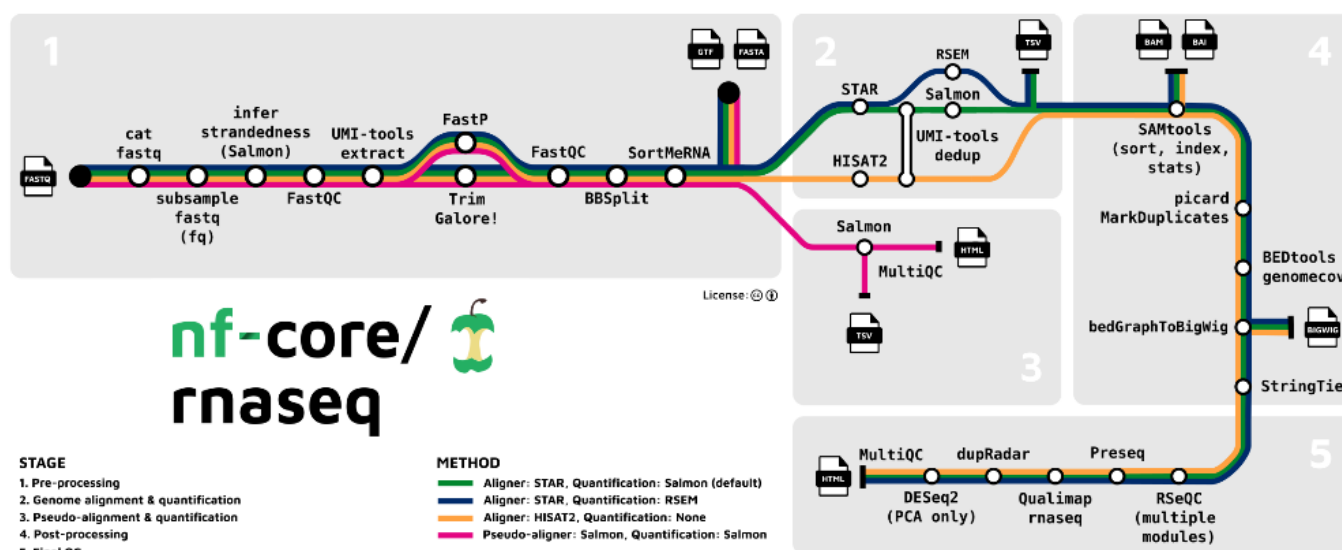 1
2
4
GTF
FASTA
TSV
BAM
BAI
RSEM
STAR
Salmon
infer
strandedness
(Salmon)
cat
fastq
UMI-tools
extract
FastP
FastQC
SortMeRNA
UMI-tools
dedup
HISAT2
SAMtools
(sort, index,
stats)
FASTQ
subsample
fastq
(fq)
FastQC
Trim
Galore!
BBSplit
picard
MarkDuplicates
Salmon
MultiQC
HTML
BEDtools
genomecov
License:
TSV
3
bedGraphToBigWig
BIGWIG
StringTie
nf-core/
rnaseq
5
MultiQC
dupRadar
Preseq
HTML
DESeq2
(PCA only)
Qualimap
rnaseq
RSeQC
(multiple
modules)
STAGE
1. Pre-processing
2. Genome alignment & quantification
3. Pseudo-alignment & quantification
4. Post-processing
METHOD
Aligner: STAR, Quantification: Salmon (default)
Aligner: STAR, Quantification: RSEM
Aligner: HISAT2, Quantification: None
Pseudo-aligner: Salmon, Quantification: Salmon